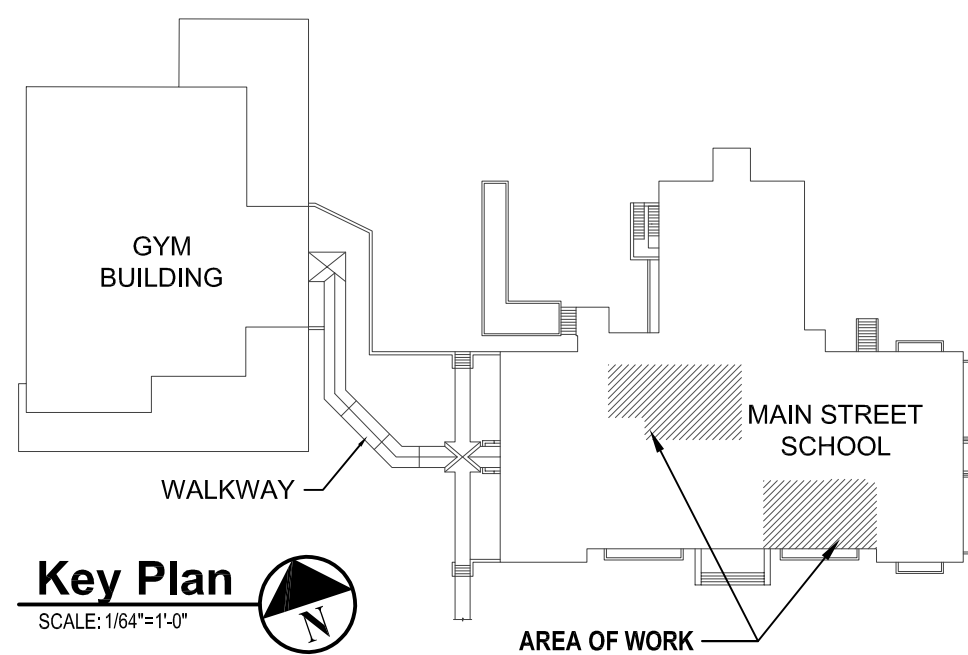 GYM
BUILDING
MAIN STREET
SCHOOL
WALKWAY
Key Plan
SCALE: 1/64"=1'-0"
N
AREA OF WORK